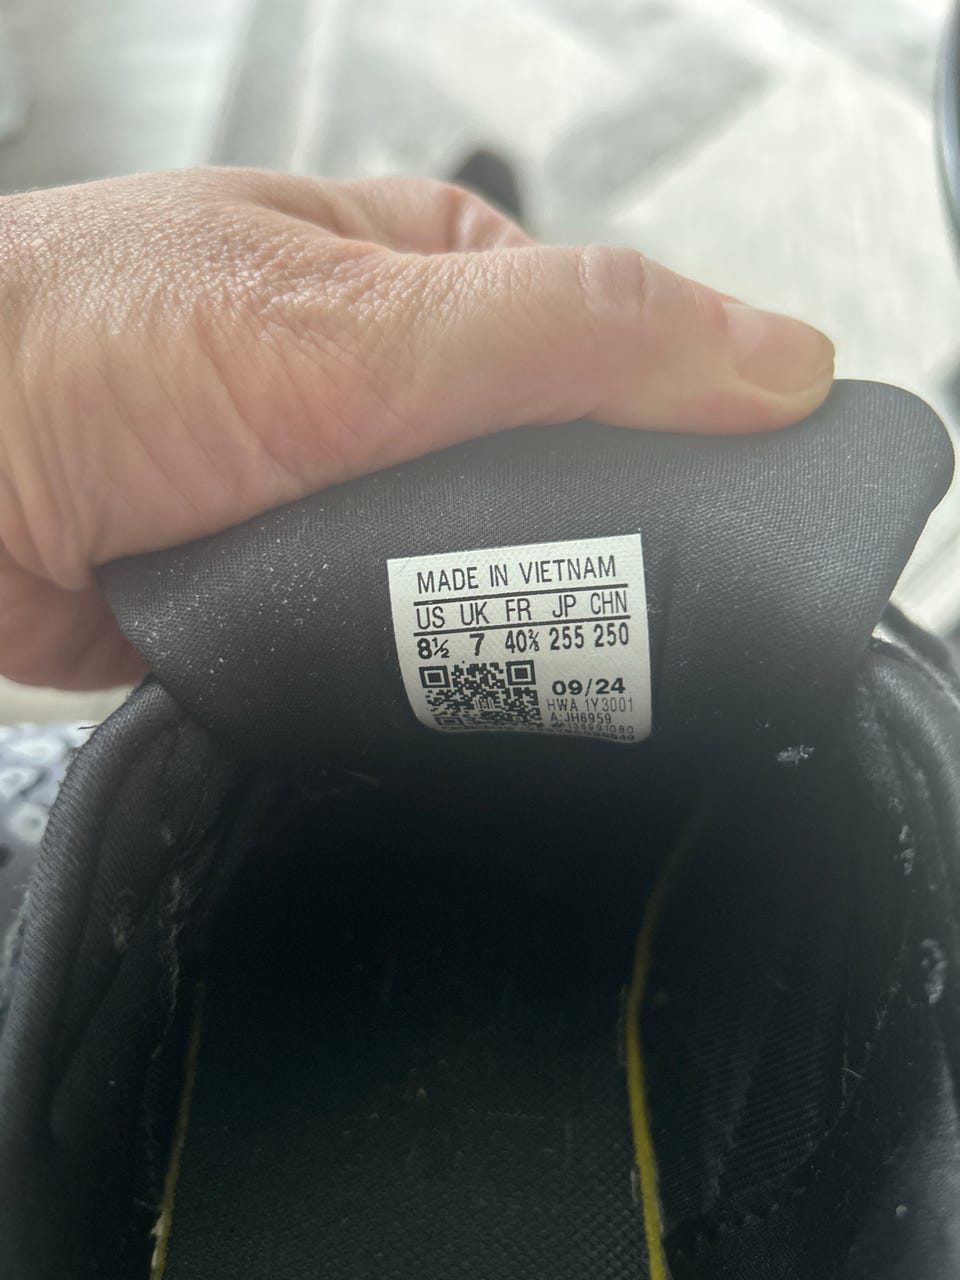 MADE IN VIETNAM
US UK FR JP CHN
8½ 7 40⅔ 255 250
09/24
HWA 1Y3001
A:JH6959